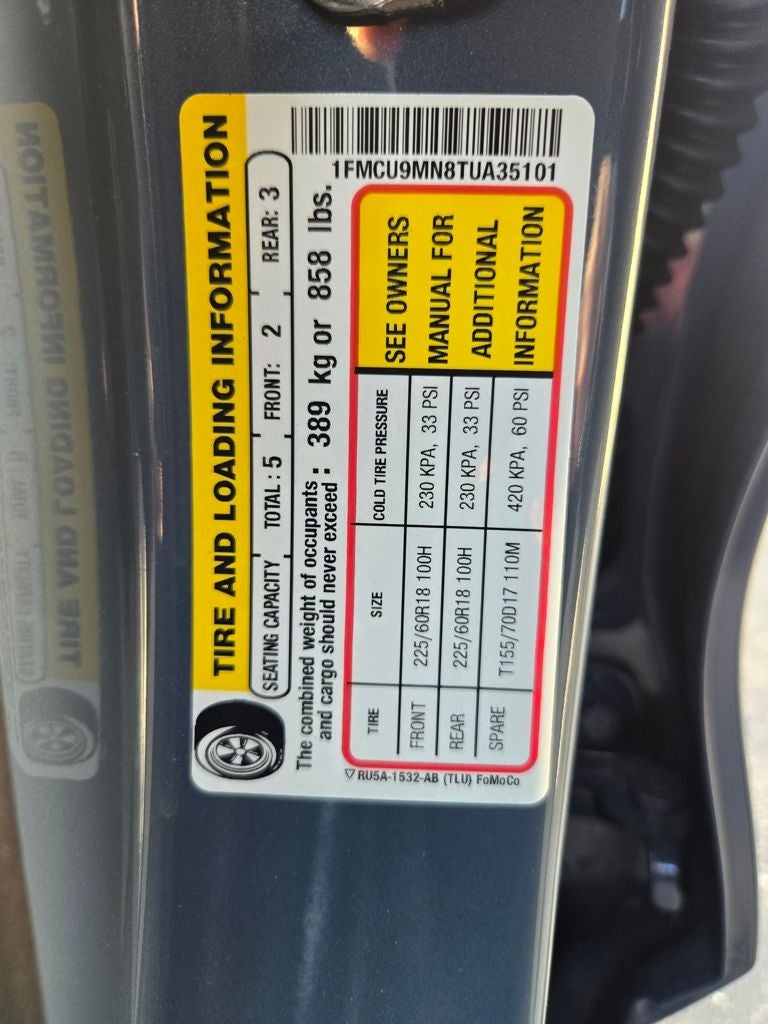 TIRE AND LOADING INFORMATION
SEATING CAPACITY TOTAL: 5 FRONT: 2 REAR: 3
The combined weight of occupants and cargo should never exceed : 389 kg or 858 lbs.
1FMCU9MN8TUA35101
TIRE SIZE COLD TIRE PRESSURE
FRONT 225/60R18 100H 230 KPA, 33 PSI
REAR 225/60R18 100H 230 KPA, 33 PSI
SPARE T155/70D17 110M 420 KPA, 60 PSI
SEE OWNERS
MANUAL FOR
ADDITIONAL
INFORMATION
RU5A-1532-AB (TLU) FoMoCo